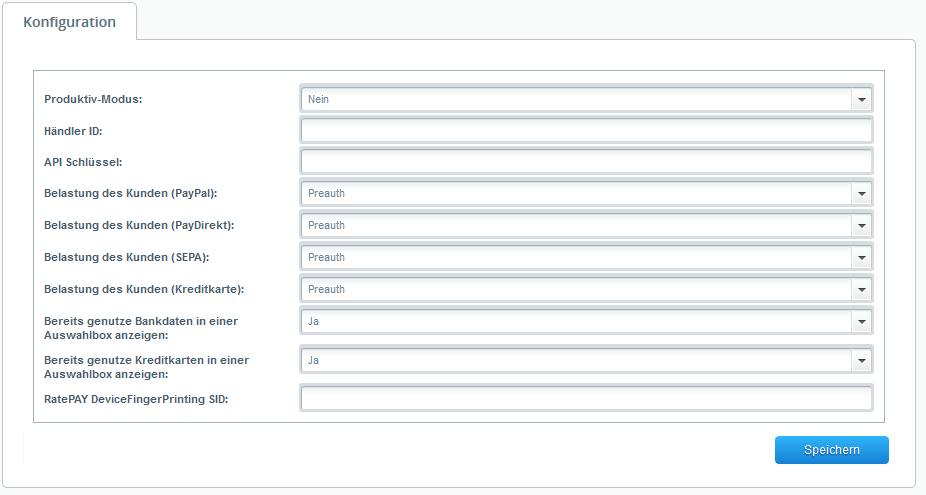 Konfiguration
Produktiv-Modus: Nein
Händler ID:
API Schlüssel:
Belastung des Kunden (PayPal): Preauth
Belastung des Kunden (PayDirekt): Preauth
Belastung des Kunden (SEPA): Preauth
Belastung des Kunden (Kreditkarte): Preauth
Bereits genutze Bankdaten in einer Ja
Auswahlbox anzeigen:
Bereits genutze Kreditkarten in einer Ja
Auswahlbox anzeigen:
RatePAY DeviceFingerPrinting SID:
Speichern